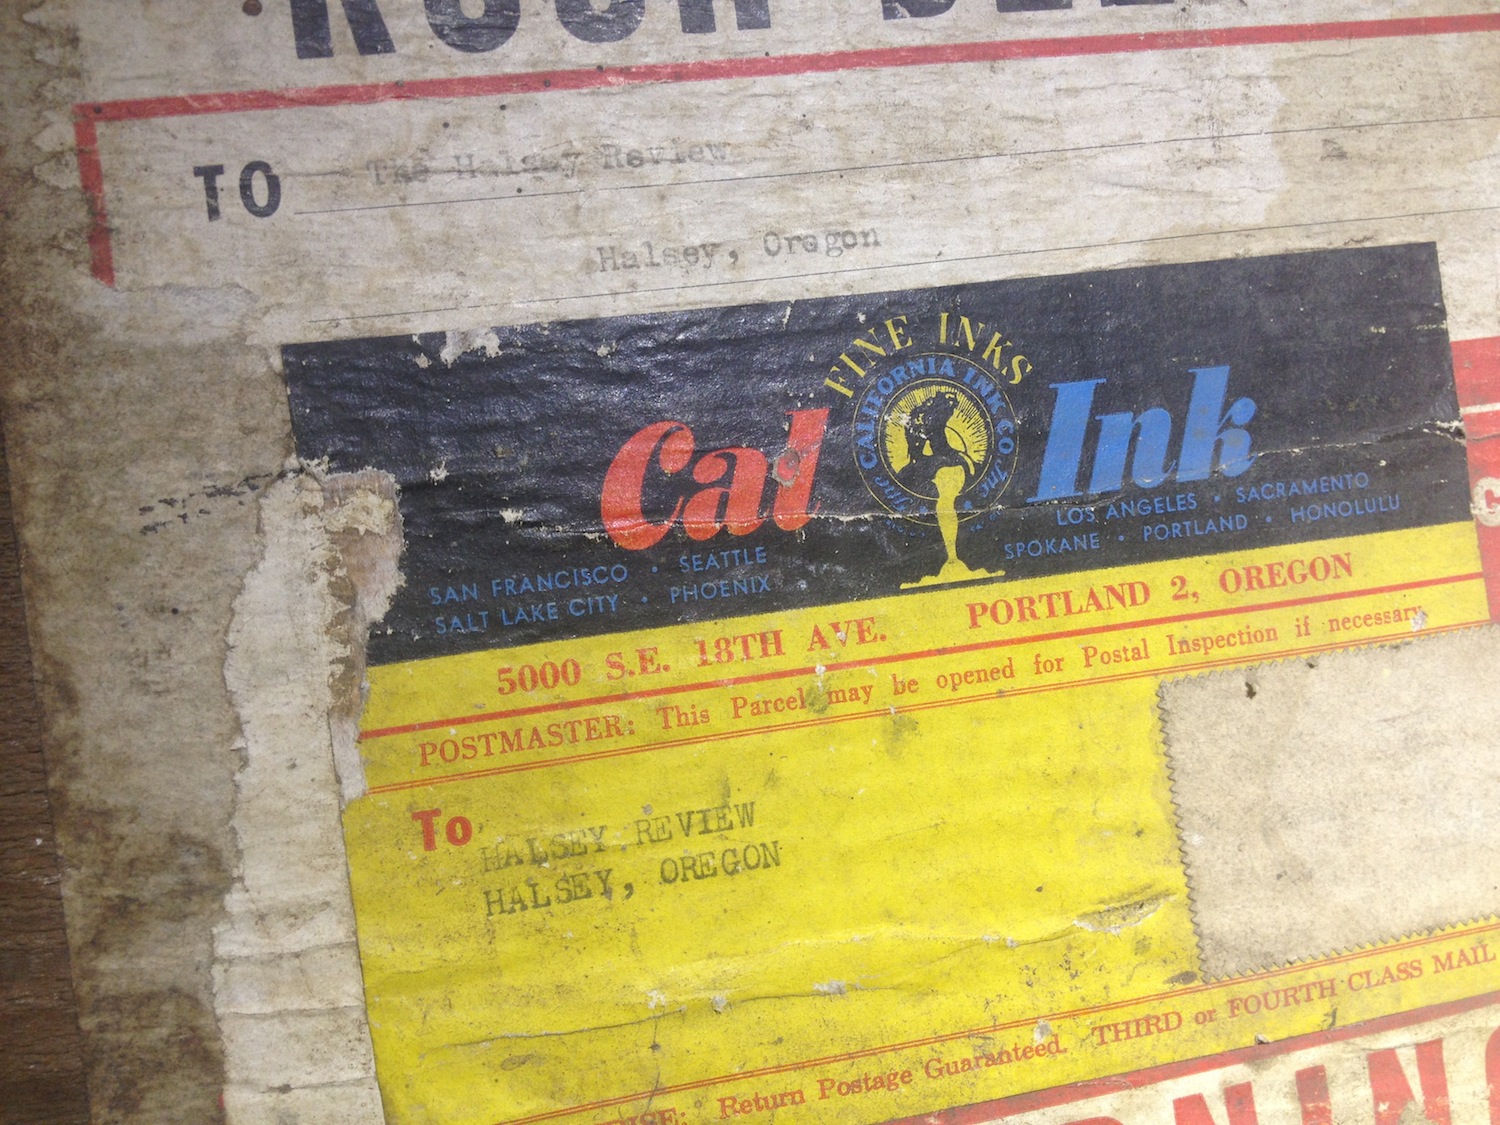 TO The Halsey Review
Halsey, Oregon
FINE INKS
CALIFORNIA INK CO Inc
Cal Ink
SAN FRANCISCO · SEATTLE
SALT LAKE CITY · PHOENIX
LOS ANGELES · SACRAMENTO
SPOKANE · PORTLAND · HONOLULU
5000 S.E. 18TH AVE. PORTLAND 2, OREGON
POSTMASTER: This Parcel may be opened for Postal Inspection if necessary
To HALSEY REVIEW
HALSEY, OREGON
Return Postage Guaranteed. THIRD or FOURTH CLASS MAIL